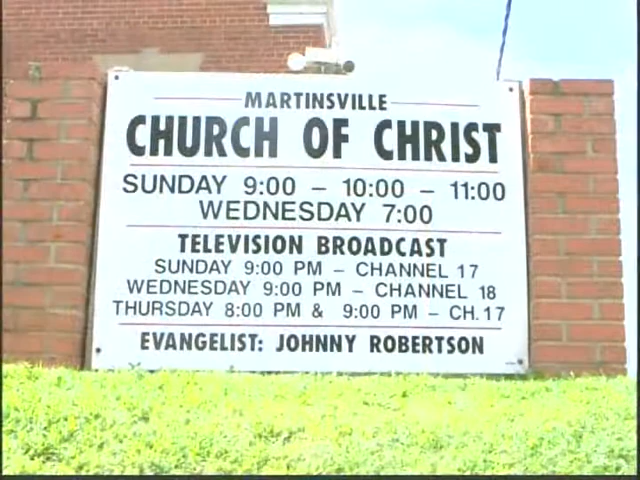 MARTINSVILLE
CHURCH OF CHRIST
SUNDAY 9:00 – 10:00 – 11:00
WEDNESDAY 7:00
TELEVISION BROADCAST
SUNDAY 9:00 PM – CHANNEL 17
WEDNESDAY 9:00 PM – CHANNEL 18
THURSDAY 8:00 PM & 9:00 PM – CH.17
EVANGELIST: JOHNNY ROBERTSON